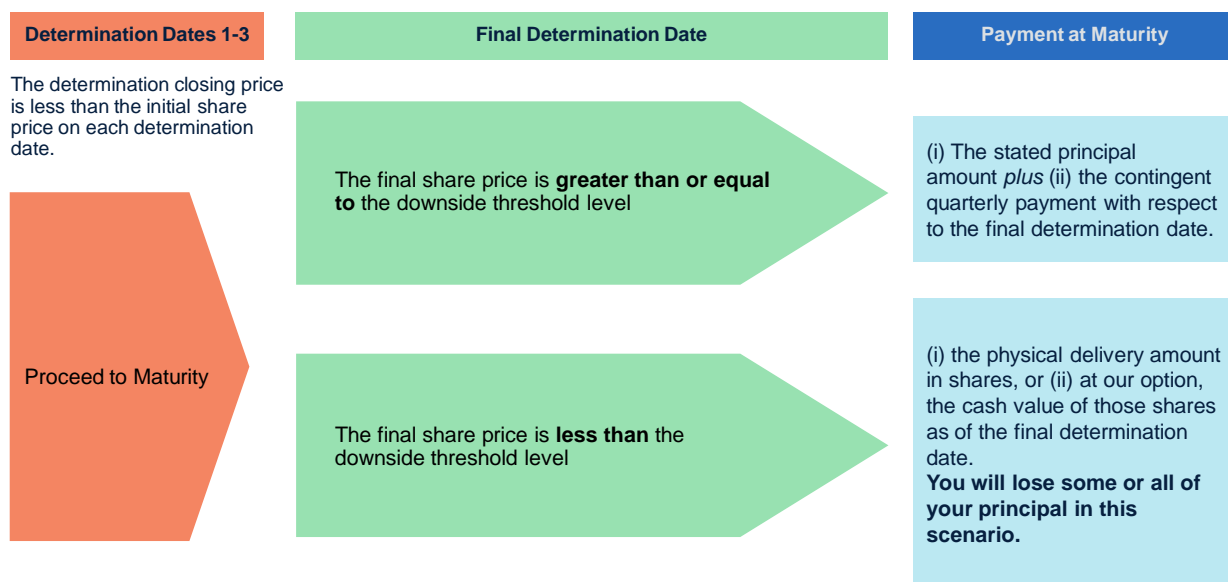 Determination Dates 1-3
Final Determination Date
Payment at Maturity
The determination closing price
is less than the initial share
price on each determination
date.
Proceed to Maturity
The final share price is greater than or equal
to the downside threshold level
(i) The stated principal
amount plus (ii) the contingent
quarterly payment with respect
to the final determination date.
The final share price is less than the
downside threshold level
(i) the physical delivery amount
in shares, or (ii) at our option,
the cash value of those shares
as of the final determination
date.
You will lose some or all of
your principal in this
scenario.